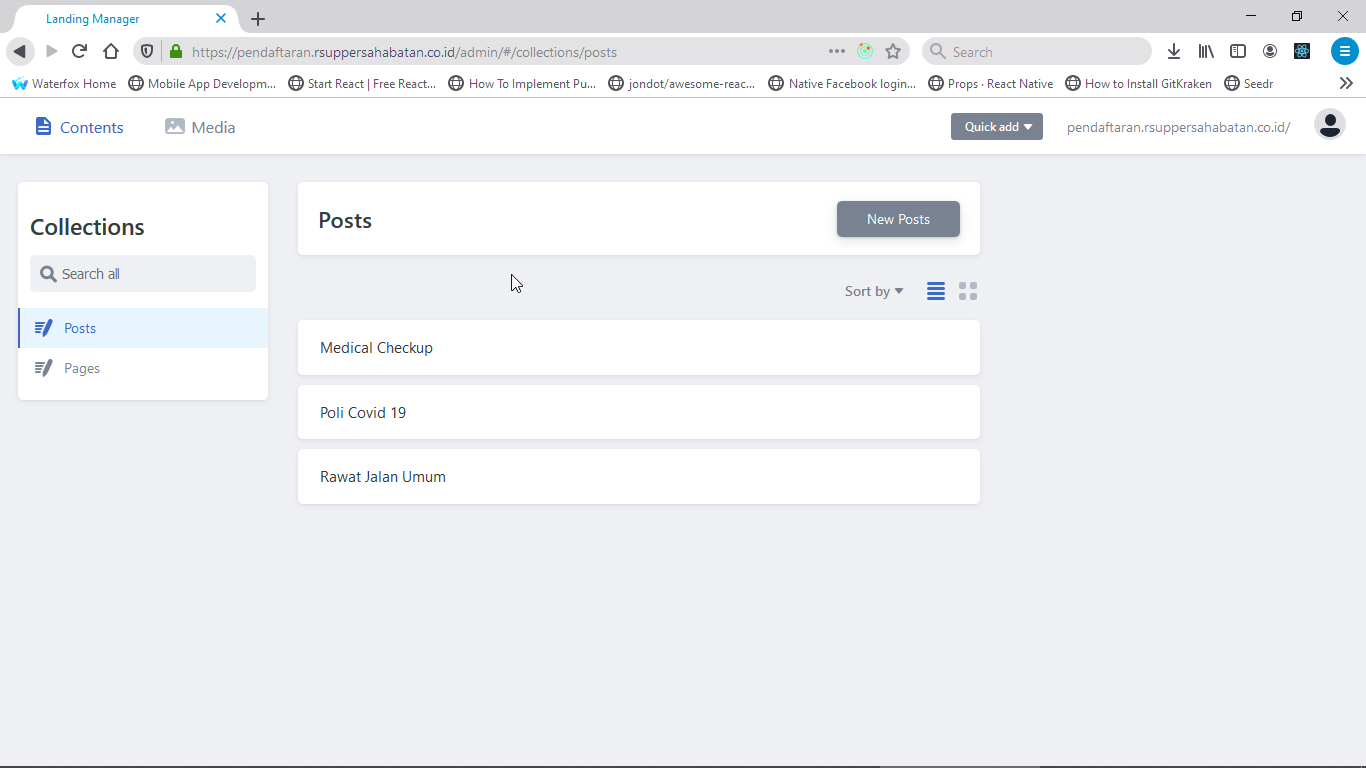 Landing Manager
https://pendaftaran.rsuppersahabatan.co.id/admin/#/collections/posts
Search
Waterfox Home
Mobile App Developm...
Start React | Free React...
How To Implement Pu...
jondot/awesome-reac...
Native Facebook login...
Props · React Native
How to Install GitKraken
Seedr
Contents
Media
Quick add
pendaftaran.rsuppersahabatan.co.id/
Collections
Search all
Posts
Pages
Posts
New Posts
Sort by
Medical Checkup
Poli Covid 19
Rawat Jalan Umum